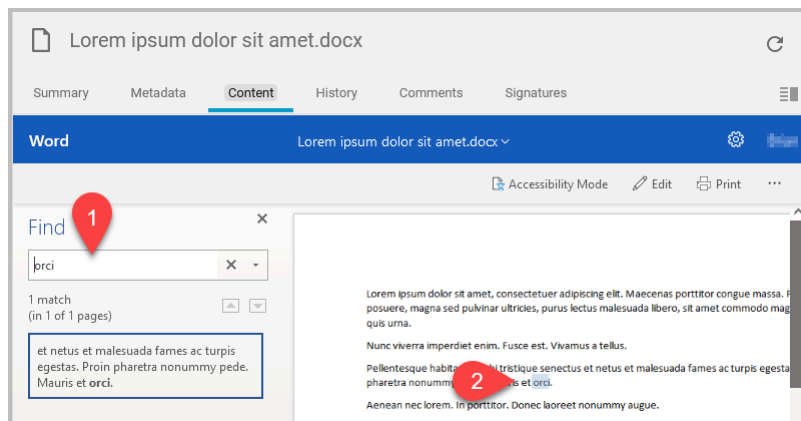 Lorem ipsum dolor sit amet.docx
Summary Metadata Content History Comments Signatures
Word Lorem ipsum dolor sit amet.docx
Accessibility Mode Edit Print ...
Find
1
orci
1 match
(in 1 of 1 pages)
et netus et malesuada fames ac turpis
egestas. Proin pharetra nonummy pede.
Mauris et orci.
Lorem ipsum dolor sit amet, consectetuer adipiscing elit. Maecenas porttitor congue massa.
posuere, magna sed pulvinar ultricies, purus lectus malesuada libero, sit amet commodo mag
quis urna.
Nunc viverra imperdiet enim. Fusce est. Vivamus a tellus.
Pellentesque habita tristique senectus et netus et malesuada fames ac turpis egesta
pharetra nonummy 2 et orci.
Aenean nec lorem. In porttitor. Donec laoreet nonummy augue.